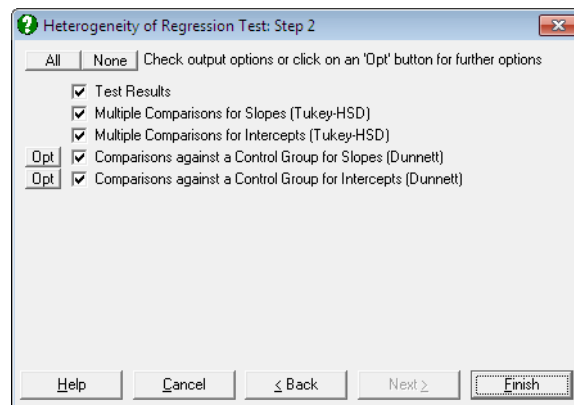 Heterogeneity of Regression Test: Step 2
All None Check output options or click on an 'Opt' button for further options
Test Results
Multiple Comparisons for Slopes (Tukey-HSD)
Multiple Comparisons for Intercepts (Tukey-HSD)
Opt Comparisons against a Control Group for Slopes (Dunnett)
Opt Comparisons against a Control Group for Intercepts (Dunnett)
Help Cancel < Back Next > Finish